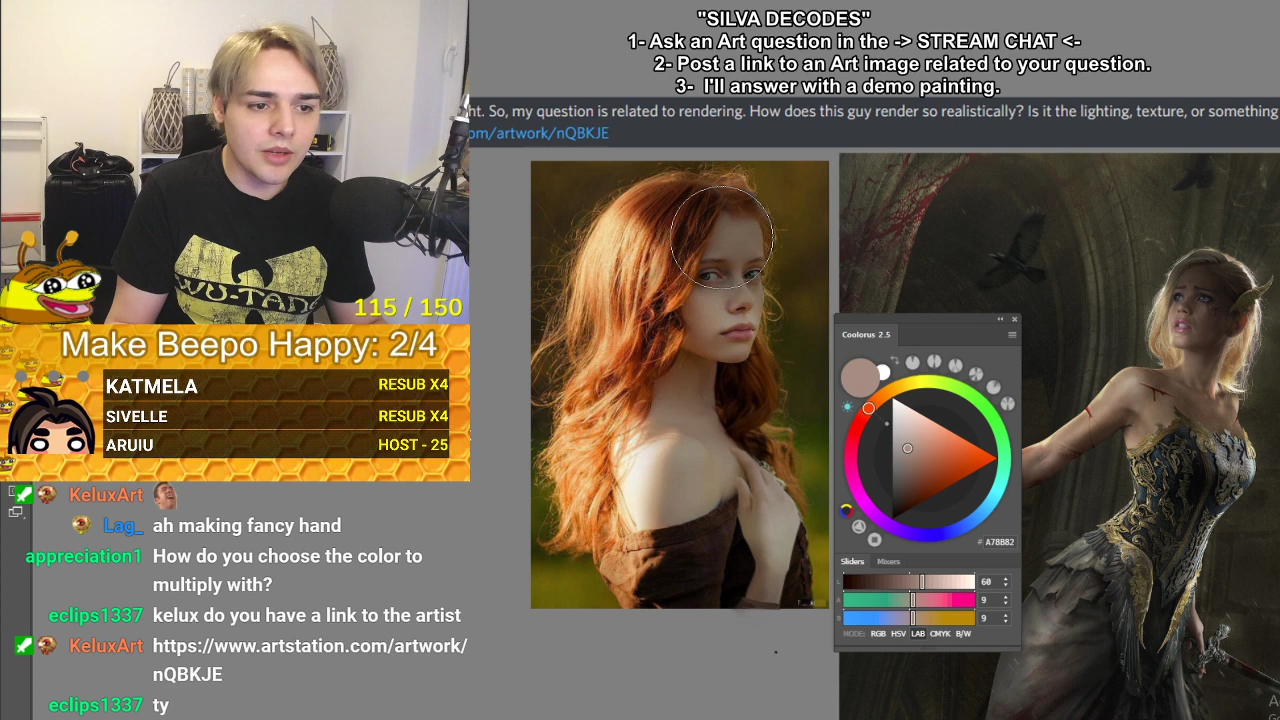 "SILVA DECODES"
1- Ask an Art question in the -> STREAM CHAT <-
2- Post a link to an Art image related to your question.
3- I'll answer with a demo painting.
ht. So, my question is related to rendering. How does this guy render so realistically? Is it the lighting, texture, or something
om/artwork/nQBKJE
WU-TANG
115 / 150
Make Beepo Happy: 2/4
KATMELA RESUB X4
SIVELLE RESUB X4
ARUIU HOST - 25
KeluxArt
Lag_ ah making fancy hand
appreciation1 How do you choose the color to
multiply with?
eclips1337 kelux do you have a link to the artist
KeluxArt https://www.artstation.com/artwork/
nQBKJE
eclips1337 ty
Coolorus 2.5
# A78B82
Sliders Mixers
L 60
A 9
B 9
MODE: RGB HSV LAB CMYK B/W